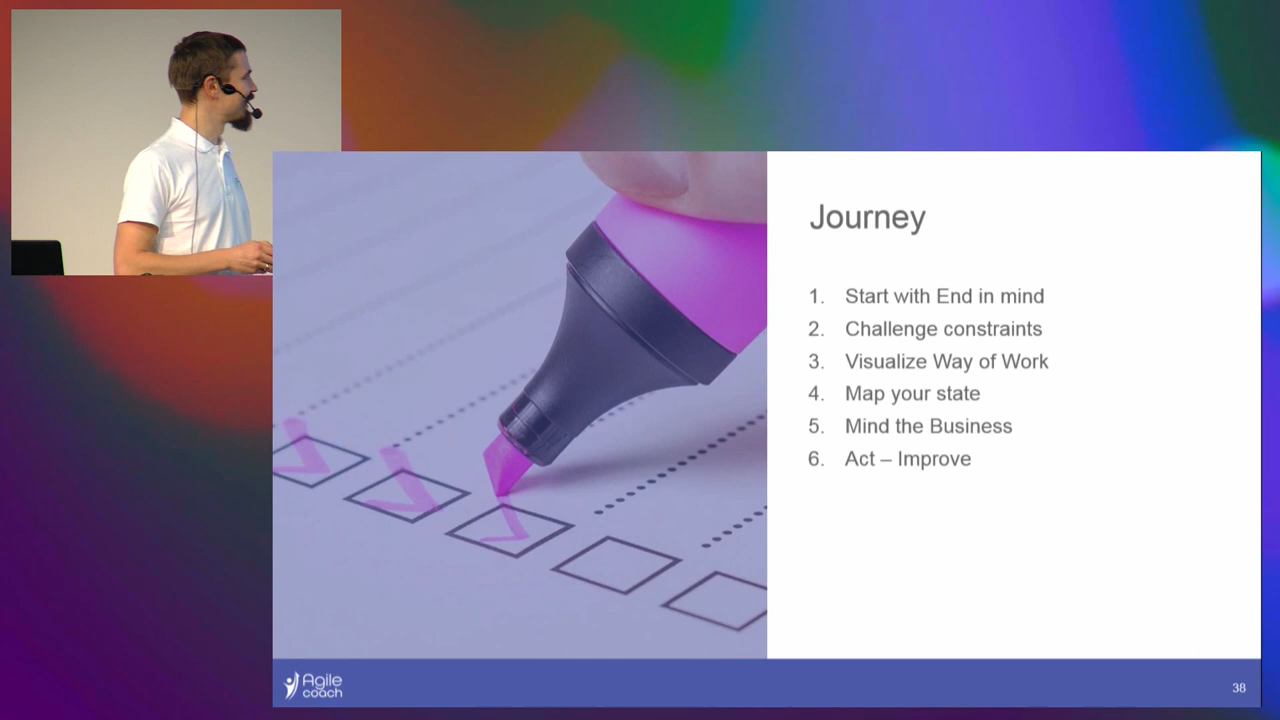 Journey
1. Start with End in mind
2. Challenge constraints
3. Visualize Way of Work
4. Map your state
5. Mind the Business
6. Act – Improve
Agile
coach
38